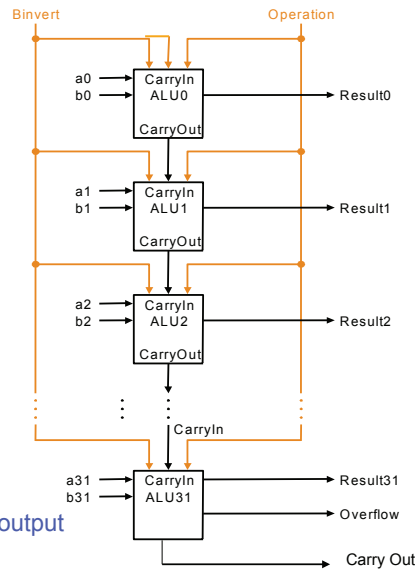 Binvert Operation
a0 CarryIn
b0 ALU0 Result0
CarryOut
a1 CarryIn
b1 ALU1 Result1
CarryOut
a2 CarryIn
b2 ALU2 Result2
CarryOut
CarryIn
a31 CarryIn Result31
b31 ALU31
Overflow
output
Carry Out